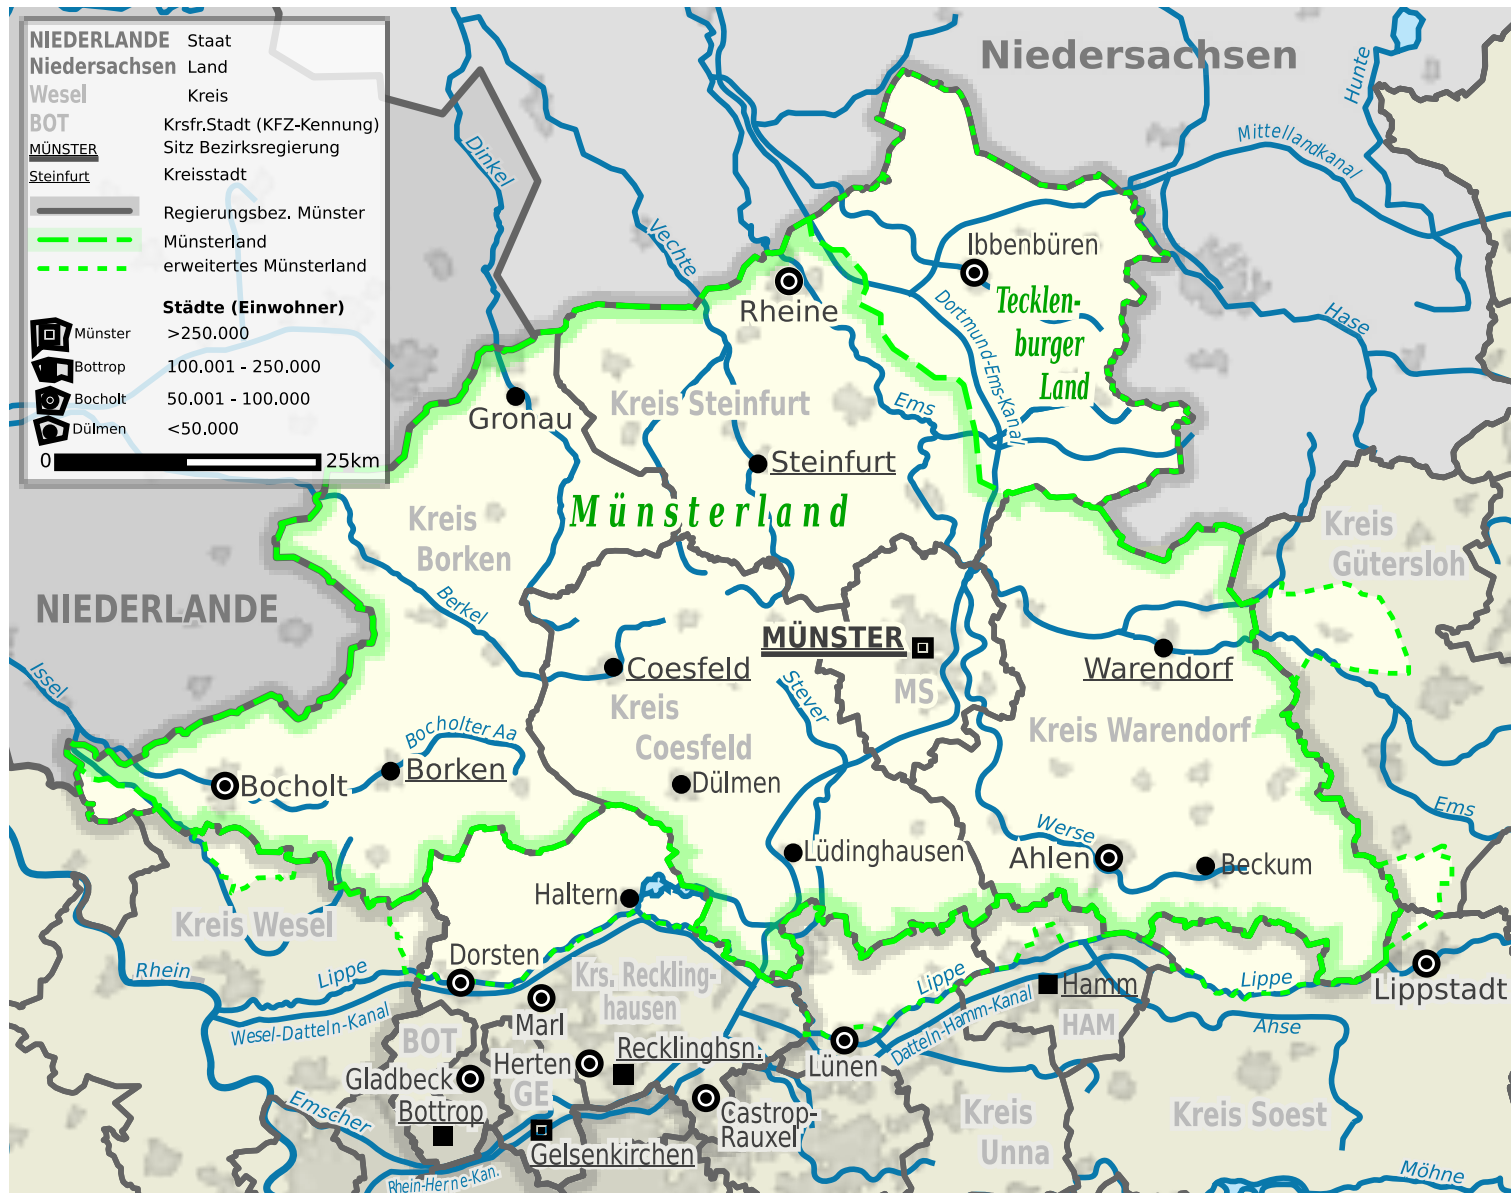 NIEDERLANDE Staat
Niedersachsen Land
Wesel Kreis
BOT Krsfr.Stadt (KFZ-Kennung)
MÜNSTER Sitz Bezirksregierung
Steinfurt Kreisstadt
Regierungsbez. Münster
Münsterland
erweitertes Münsterland
Städte (Einwohner)
Münster >250.000
Bottrop 100.001 - 250.000
Bocholt 50.001 - 100.000
Dülmen <50.000
0 25km
Niedersachsen
Hunte
Mittellandkanal
Dinkel
Vechte
Ibbenbüren
Rheine
Tecklen-
burger
Land
Dortmund-Ems-Kanal
Hase
Gronau
Kreis Steinfurt
Ems
Steinfurt
Münsterland
Kreis
Borken
Kreis
Gütersloh
NIEDERLANDE
Berkel
MÜNSTER
MS
Coesfeld
Kreis
Coesfeld
Stever
Warendorf
Kreis Warendorf
Issel
Bocholter Aa
Borken
Bocholt
Dülmen
Ems
Werse
Lüdinghausen
Ahlen
Beckum
Haltern
Kreis Wesel
Dorsten
Rhein
Lippe
Krs. Reckling-
hausen
Lippe
Hamm
Lippe
Lippstadt
Wesel-Datteln-Kanal
Marl
Datteln-Hamm-Kanal
HAM
Ahse
BOT
Herten
Recklinghsn.
Lünen
Gladbeck
GE
Emscher
Bottrop
Castrop-
Rauxel
Kreis
Unna
Kreis Soest
Gelsenkirchen
Rhein-Herne-Kan.
Möhne